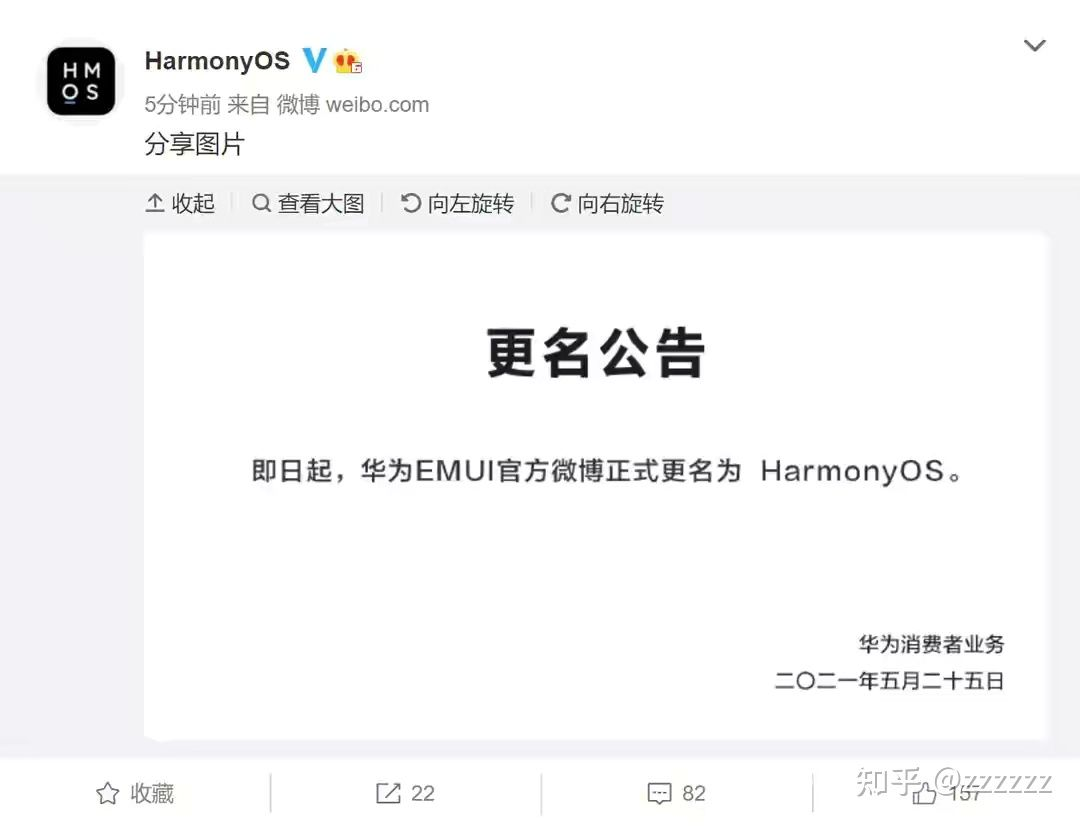 HM
OS
HarmonyOS
5分钟前 来自 微博 weibo.com
分享图片
收起 查看大图 向左旋转 向右旋转
更名公告
即日起，华为EMUI官方微博正式更名为 HarmonyOS。
华为消费者业务
二〇二一年五月二十五日
收藏 22 82 157
知乎 @zzzzzz